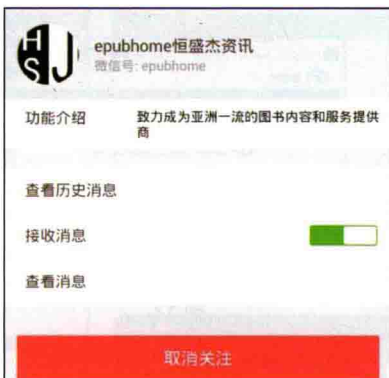 HSJ
epubhome恒盛杰资讯
微信号: epubhome
功能介绍
致力成为亚洲一流的图书内容和服务提供
商
查看历史消息
接收消息
查看消息
取消关注